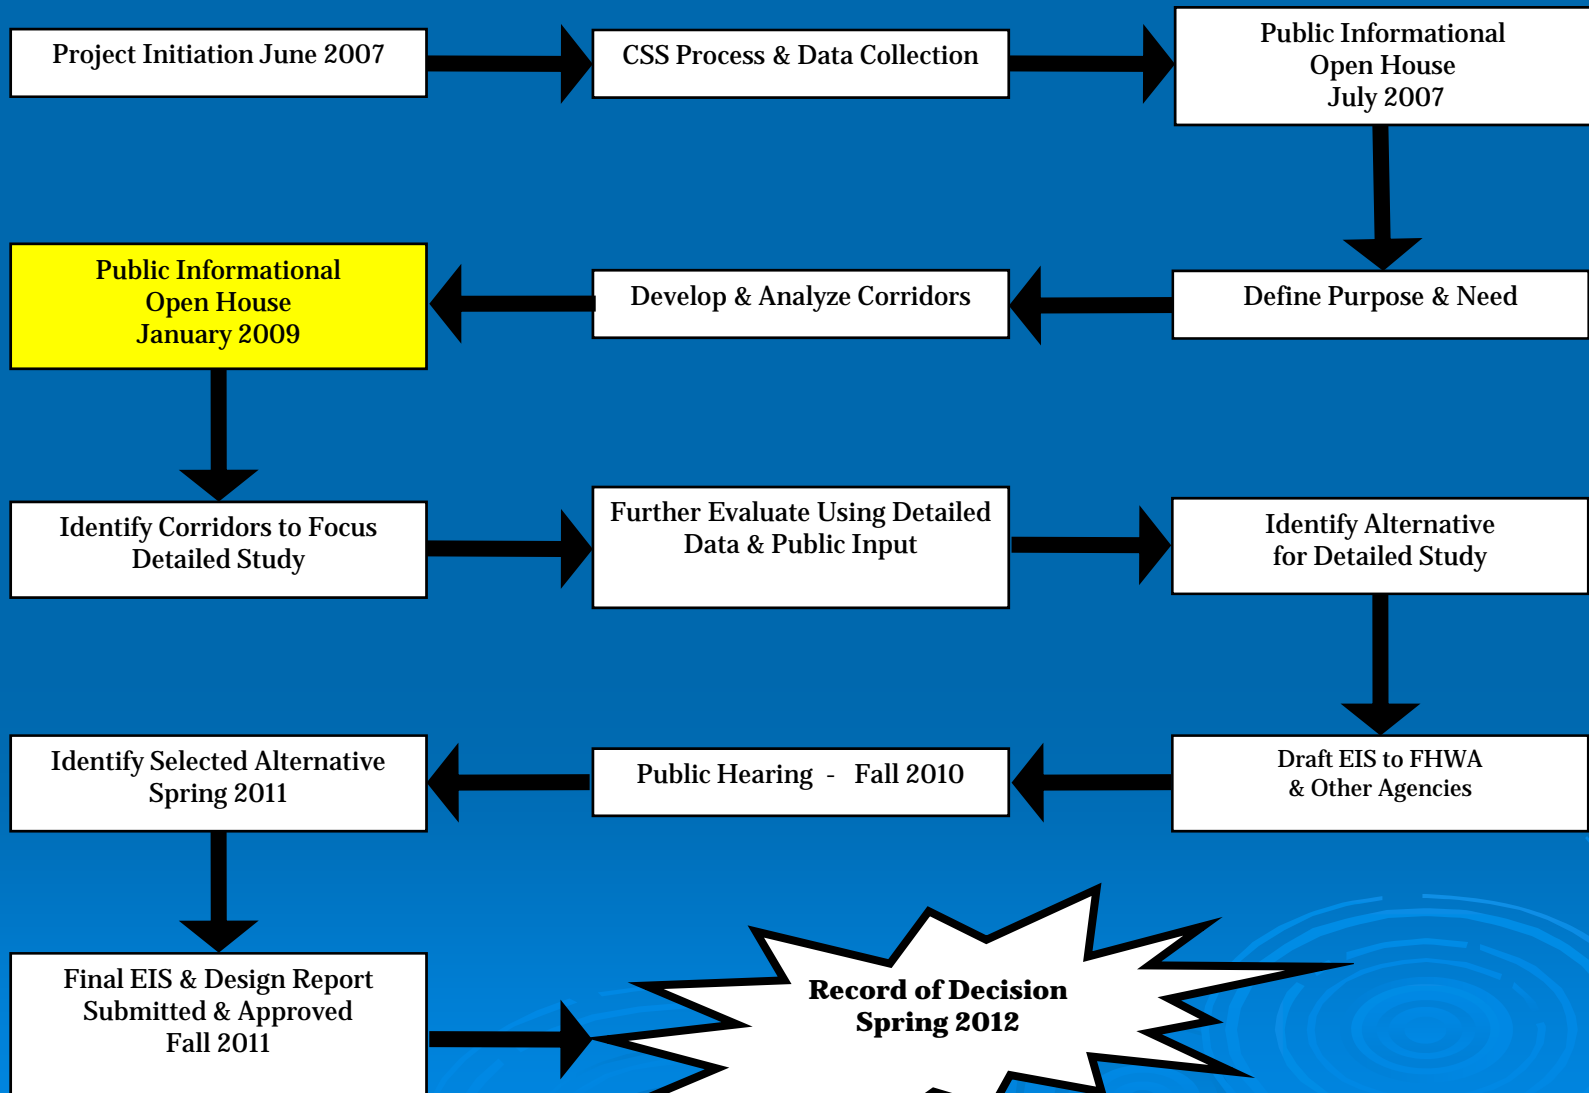 Project Initiation June 2007
CSS Process & Data Collection
Public Informational
Open House
July 2007
Define Purpose & Need
Develop & Analyze Corridors
Public Informational
Open House
January 2009
Identify Corridors to Focus
Detailed Study
Further Evaluate Using Detailed
Data & Public Input
Identify Alternative
for Detailed Study
Draft EIS to FHWA
& Other Agencies
Public Hearing - Fall 2010
Identify Selected Alternative
Spring 2011
Final EIS & Design Report
Submitted & Approved
Fall 2011
Record of Decision
Spring 2012